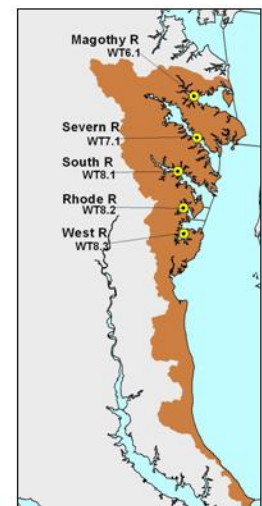 Magothy R
WT6.1
Severn R
WT7.1
South R
WT8.1
Rhode R
WT8.2
West R
WT8.3